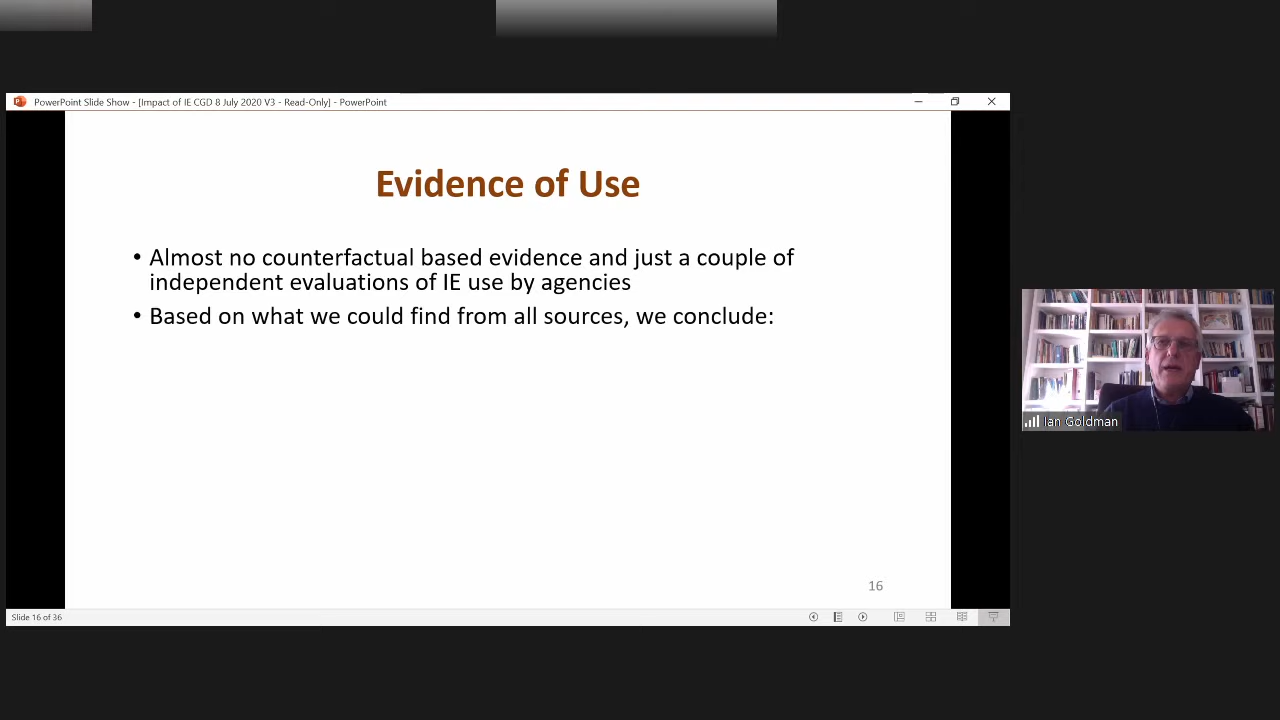 PowerPoint Slide Show - [Impact of IE CGD 8 July 2020 V3 - Read-Only] - PowerPoint
Evidence of Use
• Almost no counterfactual based evidence and just a couple of
independent evaluations of IE use by agencies
• Based on what we could find from all sources, we conclude:
Ian Goldman
16
Slide 16 of 36